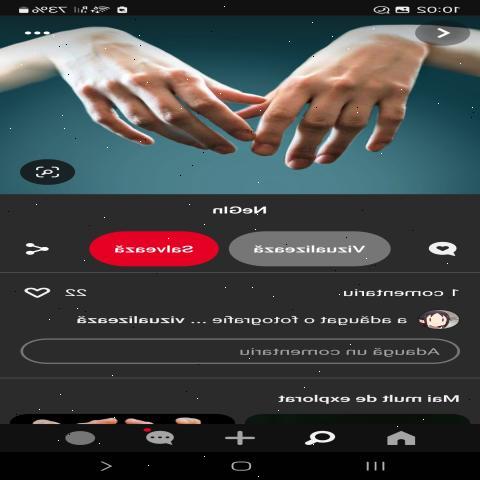 10:02 73%
NeGin
Vizualizează Salvează
1 comentariu 22
a adăugat o fotografie ... vizualizează
Adaugă un comentariu
Mai mult de explorat